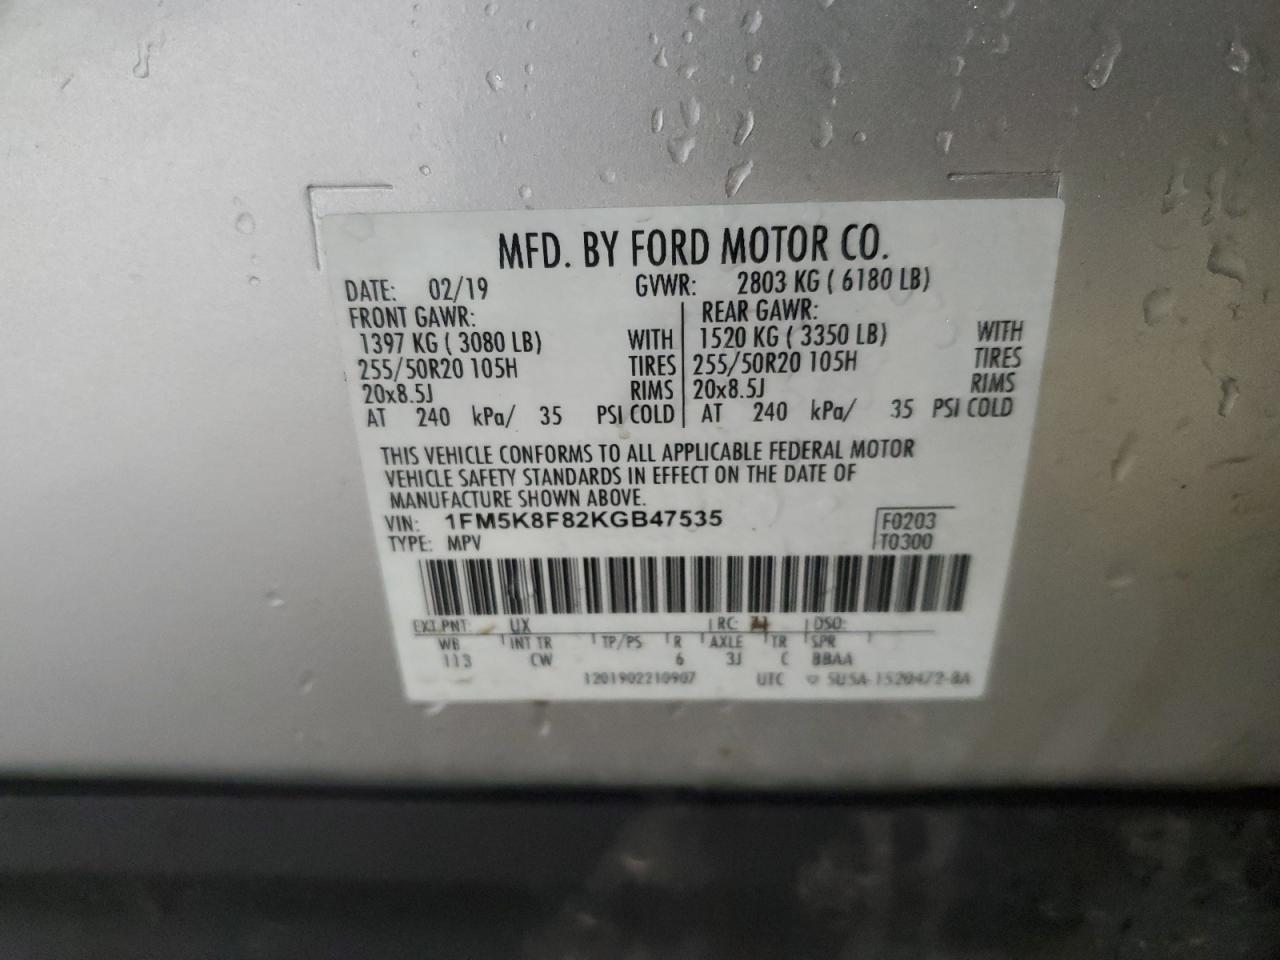 MFD. BY FORD MOTOR CO.
DATE: 02/19 GVWR: 2803 KG ( 6180 LB)
FRONT GAWR: REAR GAWR:
1397 KG ( 3080 LB) WITH 1520 KG ( 3350 LB) WITH
255/50R20 105H TIRES 255/50R20 105H TIRES
20x8.5J RIMS 20x8.5J RIMS
AT 240 kPa/ 35 PSI COLD AT 240 kPa/ 35 PSI COLD
THIS VEHICLE CONFORMS TO ALL APPLICABLE FEDERAL MOTOR
VEHICLE SAFETY STANDARDS IN EFFECT ON THE DATE OF
MANUFACTURE SHOWN ABOVE.
VIN: 1FM5K8F82KGB47535 F0203
TYPE: MPV T0300
EXT PNT: UX RC: DSO:
WB INT TR TP/PS R AXLE TR SPR
113 CW 6 3J C BBAA
1201902210907 UTC 5U5A-1520472-8A